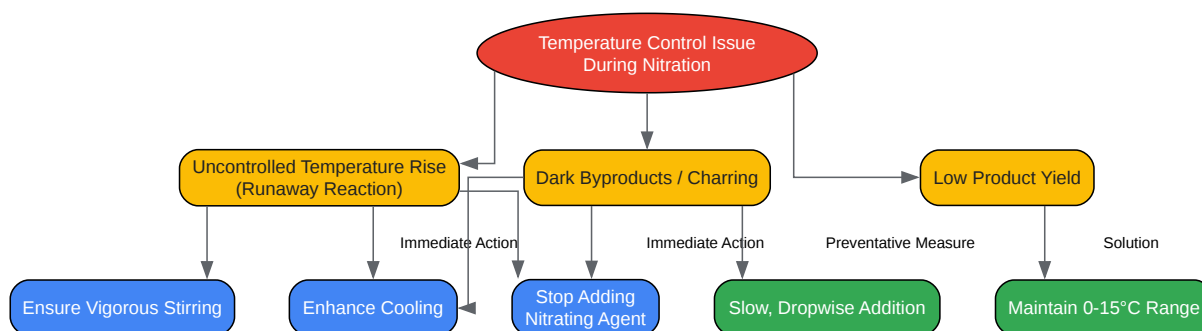 Temperature Control Issue
During Nitration
Uncontrolled Temperature Rise
(Runaway Reaction)
Dark Byproducts / Charring
Low Product Yield
Immediate Action
Immediate Action
Preventative Measure
Solution
Ensure Vigorous Stirring
Enhance Cooling
Stop Adding
Nitrating Agent
Slow, Dropwise Addition
Maintain 0-15°C Range